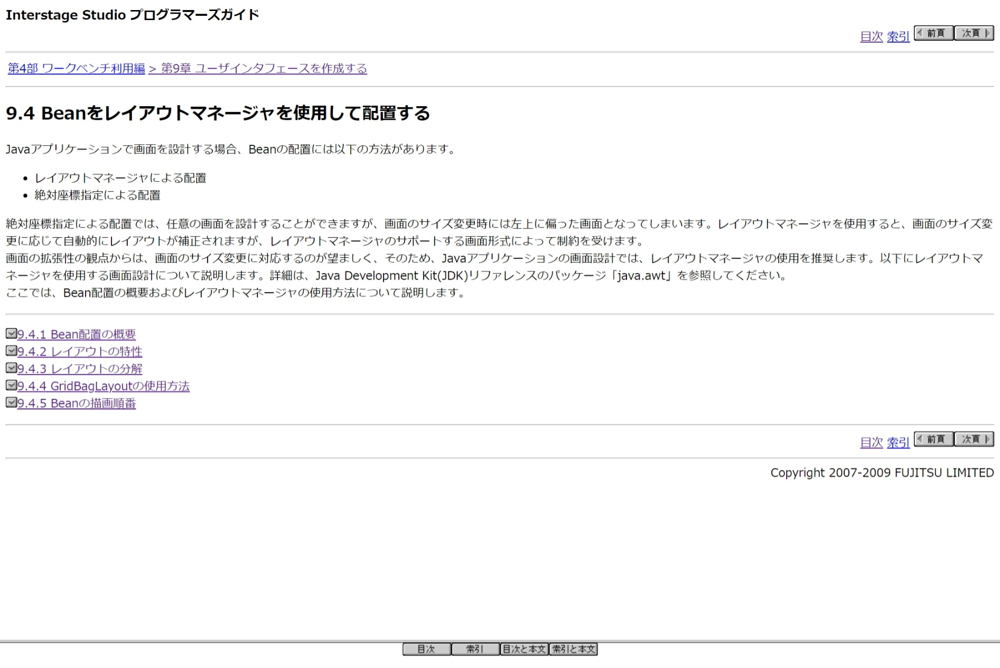 Interstage Studio プログラマーズガイド
目次 索引 前頁 次頁
第4部 ワークベンチ利用編 > 第9章 ユーザインタフェースを作成する
9.4 Beanをレイアウトマネージャを使用して配置する
Javaアプリケーションで画面を設計する場合、Beanの配置には以下の方法があります。
• レイアウトマネージャによる配置
• 絶対座標指定による配置
絶対座標指定による配置では、任意の画面を設計することができますが、画面のサイズ変更時には左上に偏った画面となってしまいます。レイアウトマネージャを使用すると、画面のサイズ変
更に応じて自動的にレイアウトが補正されますが、レイアウトマネージャのサポートする画面形式によって制約を受けます。
画面の拡張性の観点からは、画面のサイズ変更に対応するのが望ましく、そのため、Javaアプリケーションの画面設計では、レイアウトマネージャの使用を推奨します。以下にレイアウトマ
ネージャを使用する画面設計について説明します。詳細は、Java Development Kit(JDK)リファレンスのパッケージ「java.awt」を参照してください。
ここでは、Bean配置の概要およびレイアウトマネージャの使用方法について説明します。
9.4.1 Bean配置の概要
9.4.2 レイアウトの特性
9.4.3 レイアウトの分解
9.4.4 GridBagLayoutの使用方法
9.4.5 Beanの描画順番
目次 索引 前頁 次頁
Copyright 2007-2009 FUJITSU LIMITED
目次 索引 目次と本文 索引と本文